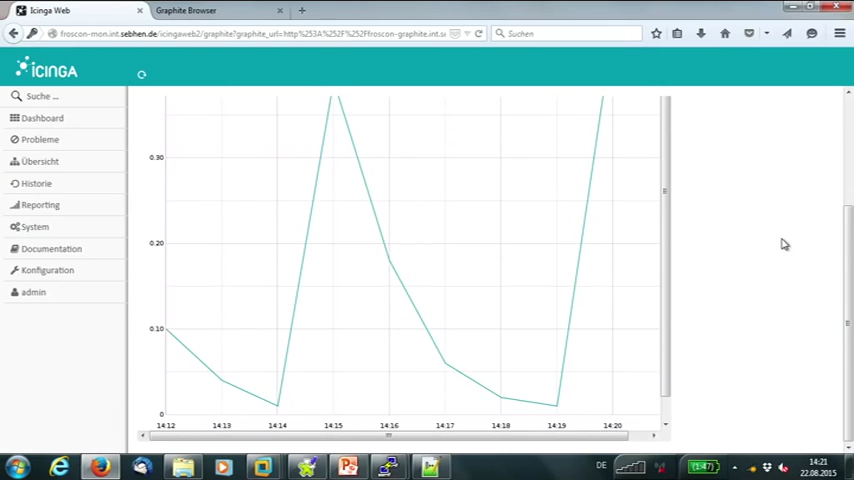 Icinga Web
Graphite Browser
froscon-mon.int.sebhen.de/icingaweb2/graphite?graphite_url=http%253A%252F%252Ffroscon-graphite.int.se
Suchen
ICINGA
Suche ...
Dashboard
Probleme
Übersicht
Historie
Reporting
System
Documentation
Konfiguration
admin
0.30
0.20
0.10
0
14:12 14:13 14:14 14:15 14:16 14:17 14:18 14:19 14:20
DE
(1:47)
14:21
22.08.2015